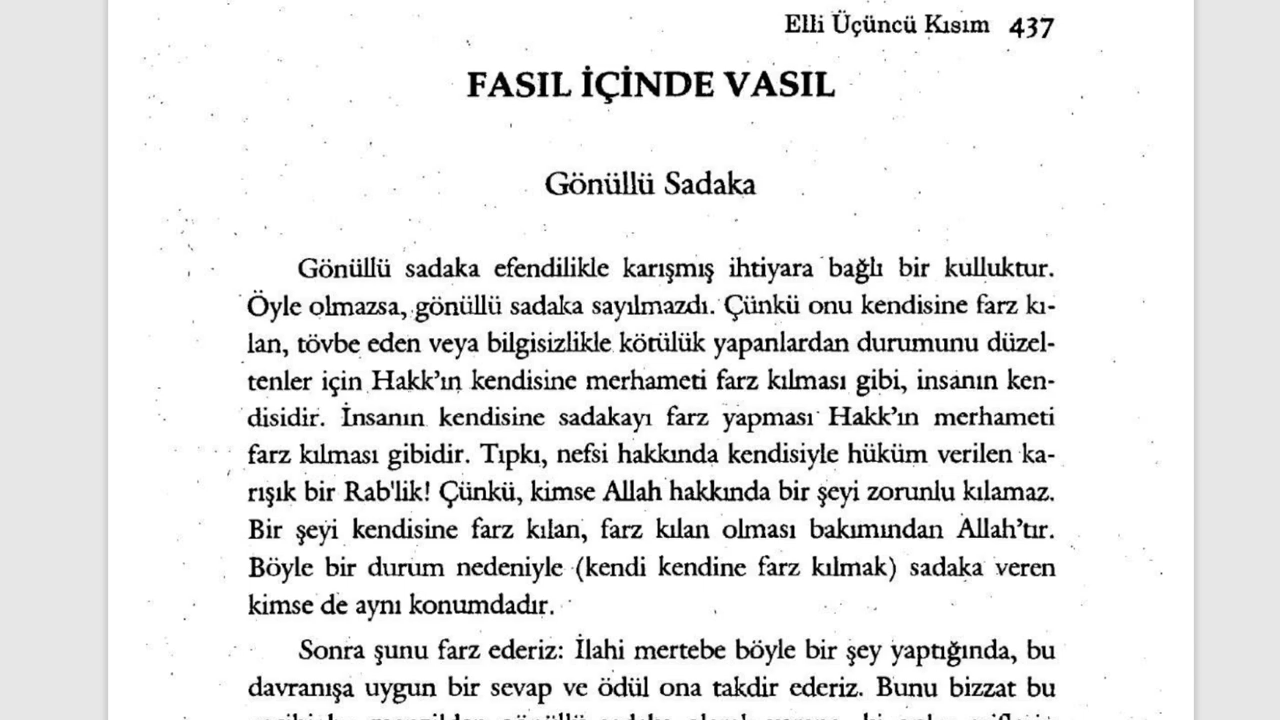 Elli Üçüncü Kısım 437
FASIL İÇİNDE VASIL
Gönüllü Sadaka
Gönüllü sadaka efendilikle karışmış ihtiyara bağlı bir kulluktur.
Öyle olmazsa, gönüllü sadaka sayılmazdı. Çünkü onu kendisine farz kı-
lan, tövbe eden veya bilgisizlikle kötülük yapanlardan durumunu düzel-
tenler için Hakk'ın kendisine merhameti farz kılması gibi, insanın ken-
disidir. İnsanın kendisine sadakayı farz yapması Hakk'ın merhameti
farz kılması gibidir. Tıpkı, nefsi hakkında kendisiyle hüküm verilen ka-
rışık bir Rab'lik! Çünkü, kimse Allah hakkında bir şeyi zorunlu kılamaz.
Bir şeyi kendisine farz kılan, farz kılan olması bakımından Allah'tır.
Böyle bir durum nedeniyle (kendi kendine farz kılmak) sadaka veren
kimse de aynı konumdadır.
Sonra şunu farz ederiz: İlahi mertebe böyle bir şey yaptığında, bu
davranışa uygun bir sevap ve ödül ona takdir ederiz. Bunu bizzat bu